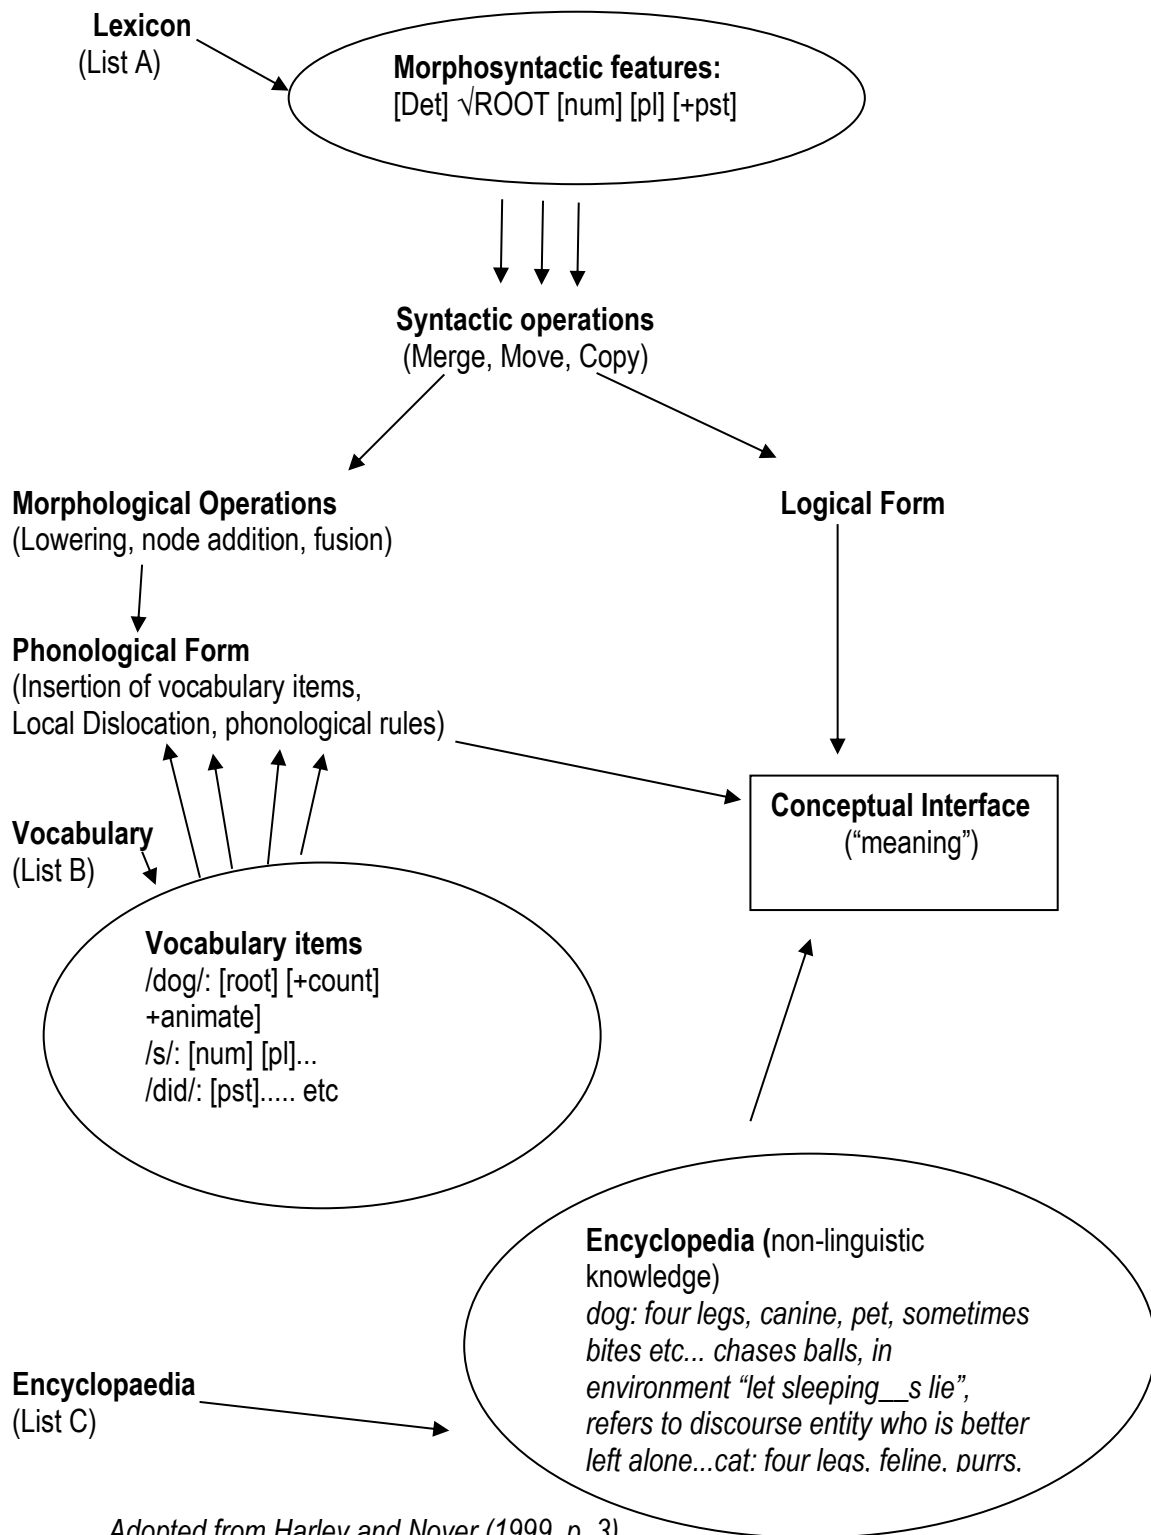 Lexicon
(List A)
Morphosyntactic features:
[Det] √ROOT [num] [pl] [+pst]
Syntactic operations
(Merge, Move, Copy)
Morphological Operations
(Lowering, node addition, fusion)
Logical Form
Phonological Form
(Insertion of vocabulary items,
Local Dislocation, phonological rules)
Conceptual Interface
(“meaning”)
Vocabulary
(List B)
Vocabulary items
/dog/: [root] [+count]
+animate]
/s/: [num] [pl]...
/did/: [pst]..... etc
Encyclopedia (non-linguistic
knowledge)
dog: four legs, canine, pet, sometimes
bites etc... chases balls, in
environment “let sleeping__s lie”,
refers to discourse entity who is better
left alone...cat: four legs, feline, purrs,
Encyclopaedia
(List C)
Adopted from Harley and Noyer (1999, p. 3)